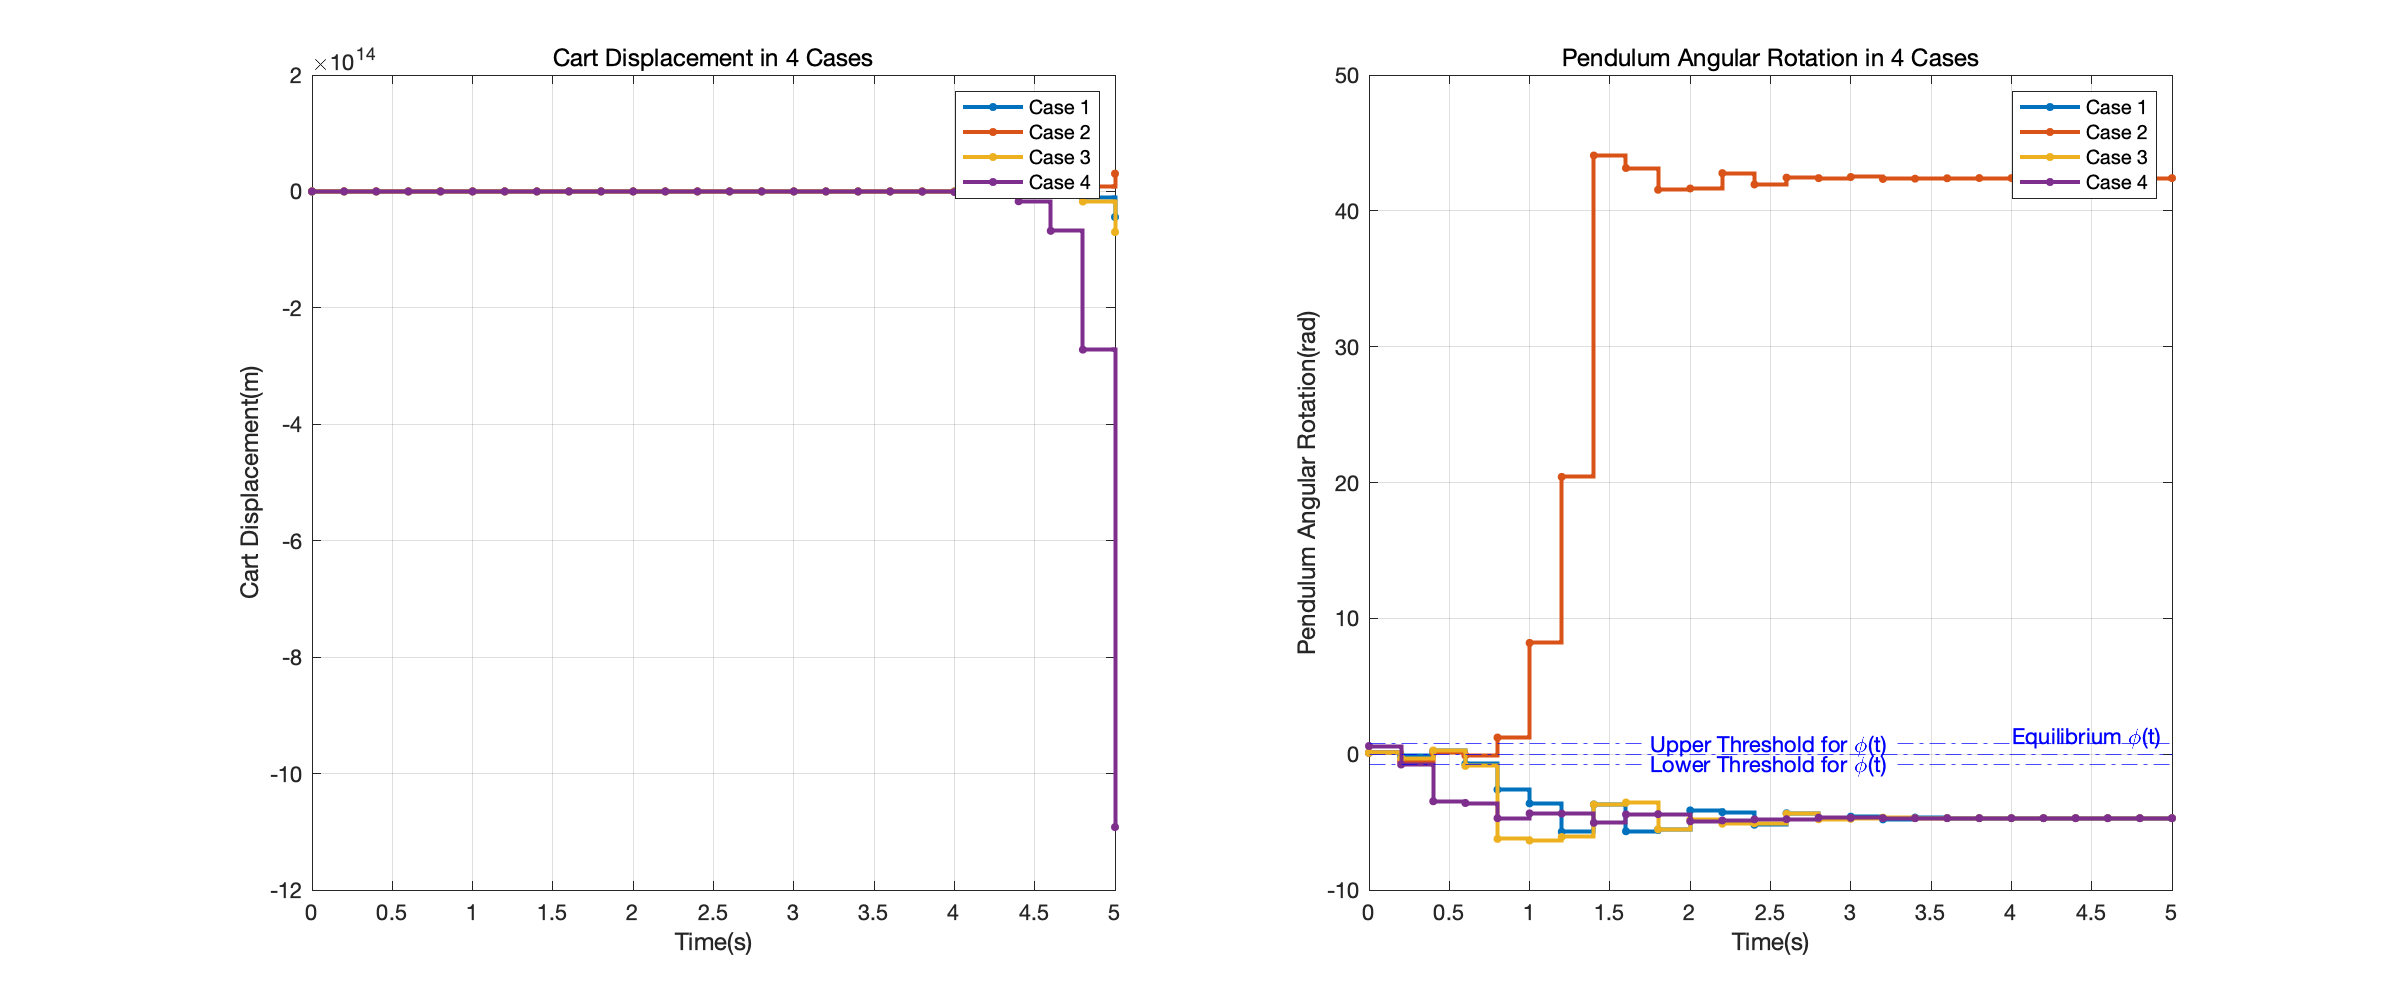 Cart Displacement in 4 Cases
×10^14
2
0
-2
-4
-6
-8
-10
-12
Cart Displacement(m)
0 0.5 1 1.5 2 2.5 3 3.5 4 4.5 5
Time(s)
Case 1
Case 2
Case 3
Case 4
Pendulum Angular Rotation in 4 Cases
50
40
30
20
10
0
-10
Pendulum Angular Rotation(rad)
0 0.5 1 1.5 2 2.5 3 3.5 4 4.5 5
Time(s)
Case 1
Case 2
Case 3
Case 4
Equilibrium ϕ(t)
Upper Threshold for ϕ(t)
Lower Threshold for ϕ(t)